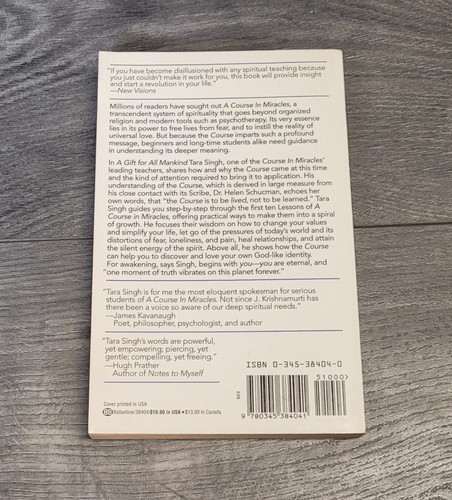 "If you have become disillusioned with any spiritual teaching because
you just couldn't make it work for you, this book will provide insight
and start a revolution in your life."
—New Visions
Millions of readers have sought out A Course In Miracles, a
transcendent system of spirituality that goes beyond organized
religion and modern tools such as psychotherapy. Its very essence
lies in its power to free lives from fear, and to instill the reality of
universal love. But because the Course imparts such a profound
message, beginners and long-time students alike need guidance
in understanding its deeper meaning.
In A Gift for All Mankind Tara Singh, one of the Course In Miracles'
leading teachers, shares how and why the Course came at this time
and the kind of attention required to bring it to application. His
understanding of the Course, which is derived in large measure from
his close contact with its Scribe, Dr. Helen Schucman, echoes her
own words, that "the Course is to be lived, not to be learned." Tara
Singh guides you step-by-step through the first ten Lessons of A
Course in Miracles, offering practical ways to make them into a spiral
of growth. He focuses their wisdom on how to change your values
and simplify your life, let go of the pressures of today's world and its
distortions of fear, loneliness, and pain, heal relationships, and attain
the silent energy of the spirit. Above all, he shows how the Course
can help you to discover and love your own God-like identity.
For awakening, says Singh, begins with you—you are eternal, and
"one moment of truth vibrates on this planet forever."
"Tara Singh is for me the most eloquent spokesman for serious
students of A Course In Miracles. Not since J. Krishnamurti has
there been a voice so aware of our deep spiritual needs."
—James Kavanaugh
Poet, philosopher, psychologist, and author
"Tara Singh's words are powerful,
yet empowering; piercing, yet
gentle; compelling, yet freeing."
—Hugh Prather
Author of Notes to Myself
ISBN 0-345-38404-0
51000>
9 780345 384041
Cover printed in USA
BB Ballantine/38404/$10.00 in USA • $13.00 in Canada